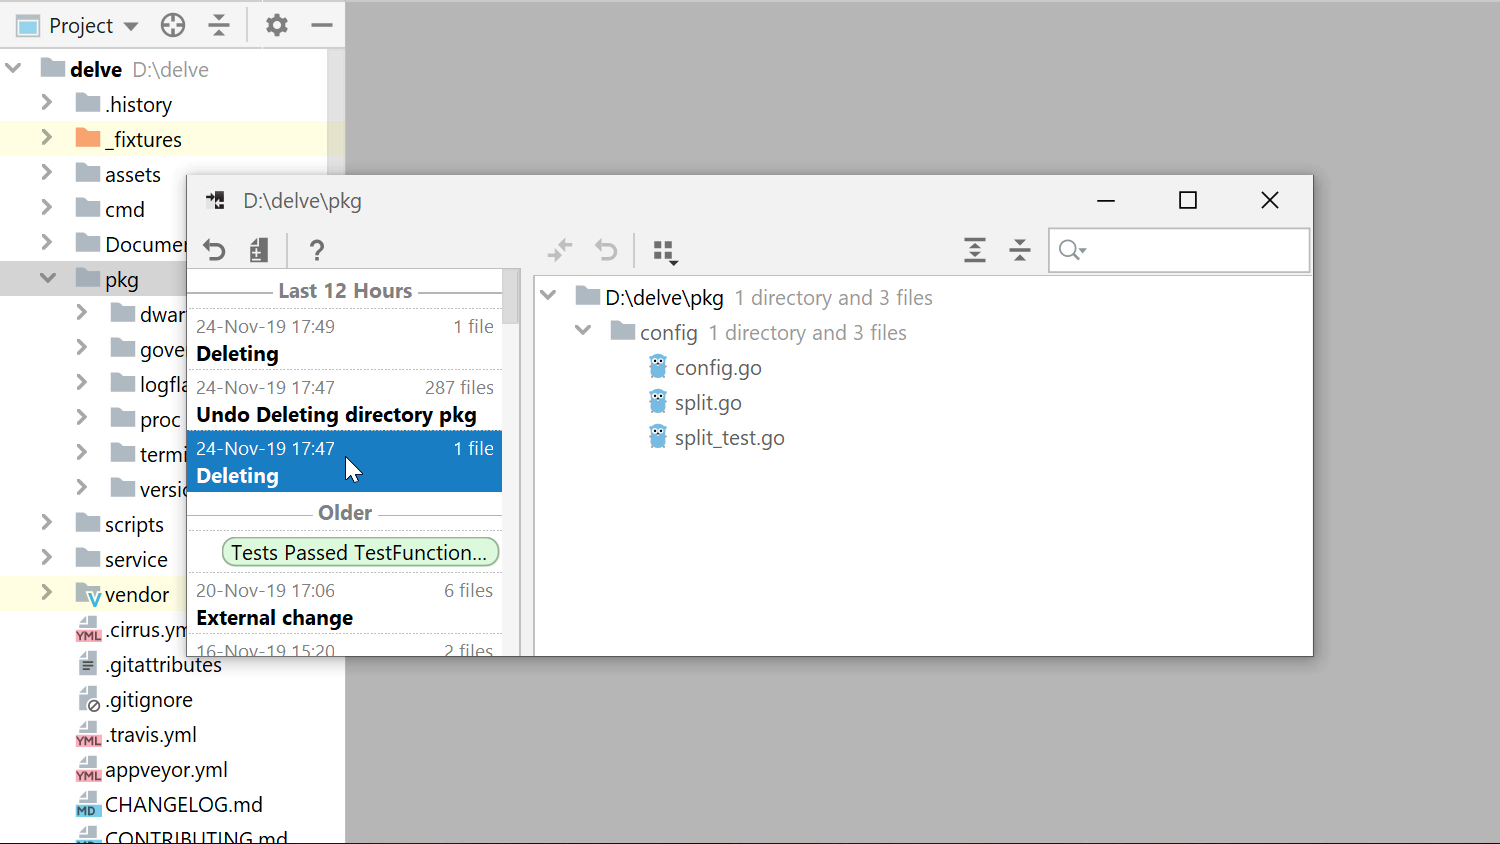 Project
delve D:\delve
.history
_fixtures
assets
cmd
Documen
pkg
dwar
gove
logfla
proc
termi
versio
scripts
service
vendor
.cirrus.ym
.gitattributes
.gitignore
.travis.yml
appveyor.yml
CHANGELOG.md
CONTRIBUTING.md
D:\delve\pkg
Last 12 Hours
24-Nov-19 17:49 1 file
Deleting
24-Nov-19 17:47 287 files
Undo Deleting directory pkg
24-Nov-19 17:47 1 file
Deleting
Older
Tests Passed TestFunction...
20-Nov-19 17:06 6 files
External change
16-Nov-19 15:20 2 files
D:\delve\pkg 1 directory and 3 files
config 1 directory and 3 files
config.go
split.go
split_test.go